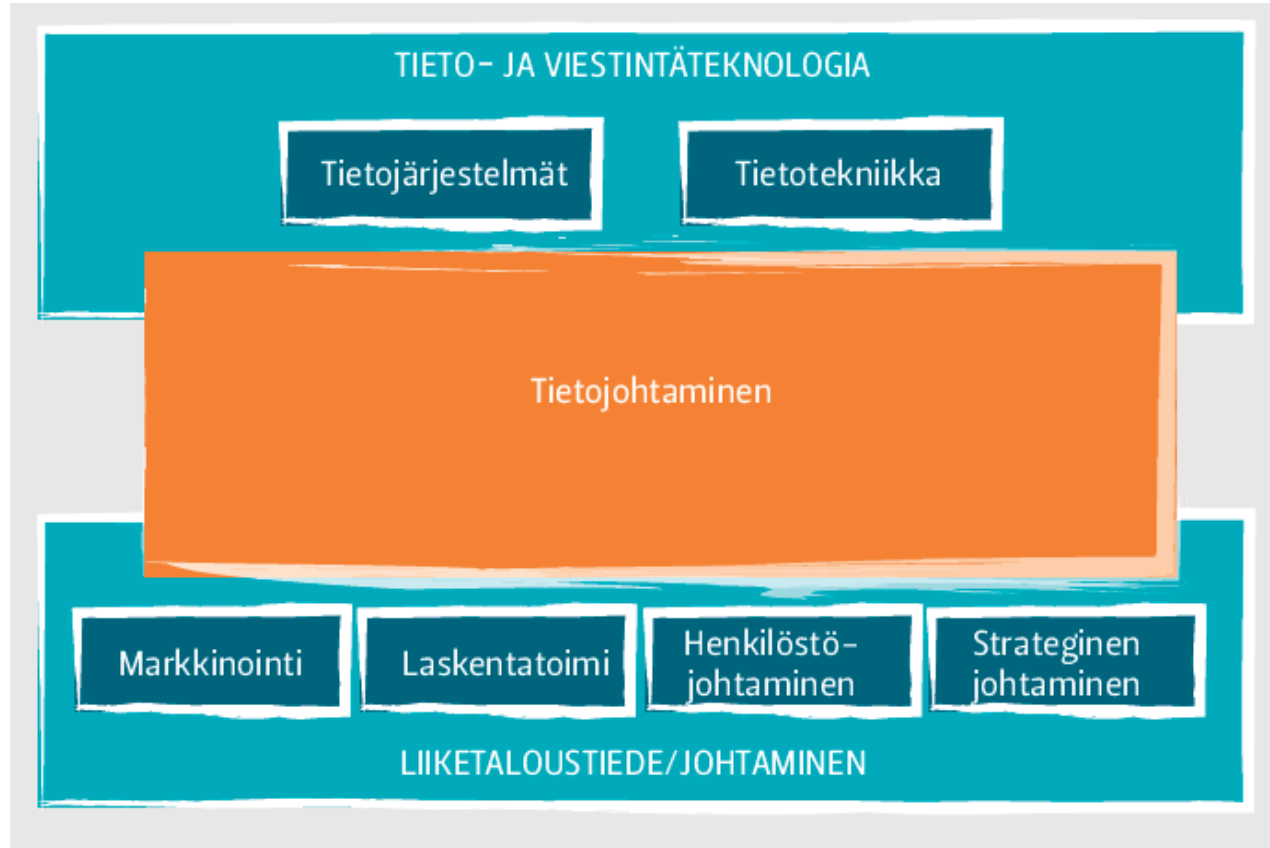 TIETO- JA VIESTINTÄTEKNOLOGIA
Tietojärjestelmät
Tietotekniikka
Tietojohtaminen
Markkinointi
Laskentatoimi
Henkilöstö-
johtaminen
Strateginen
johtaminen
LIIKETALOUSTIEDE/JOHTAMINEN